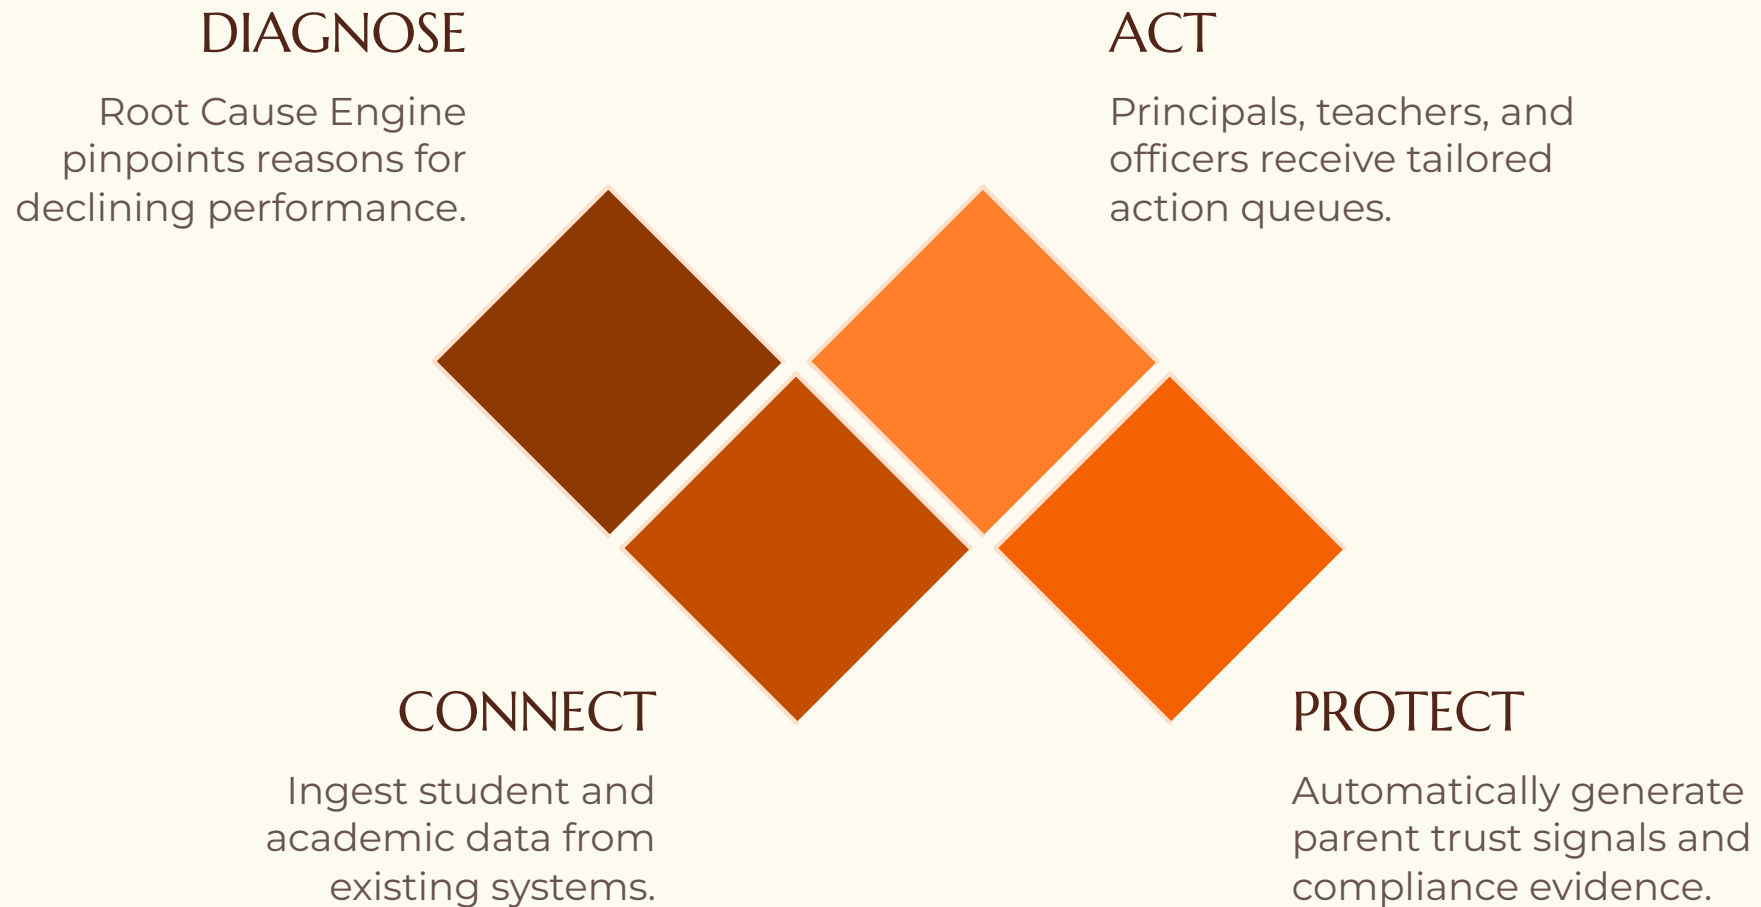 DIAGNOSE
Root Cause Engine
pinpoints reasons for
declining performance.
ACT
Principals, teachers, and
officers receive tailored
action queues.
CONNECT
Ingest student and
academic data from
existing systems.
PROTECT
Automatically generate
parent trust signals and
compliance evidence.